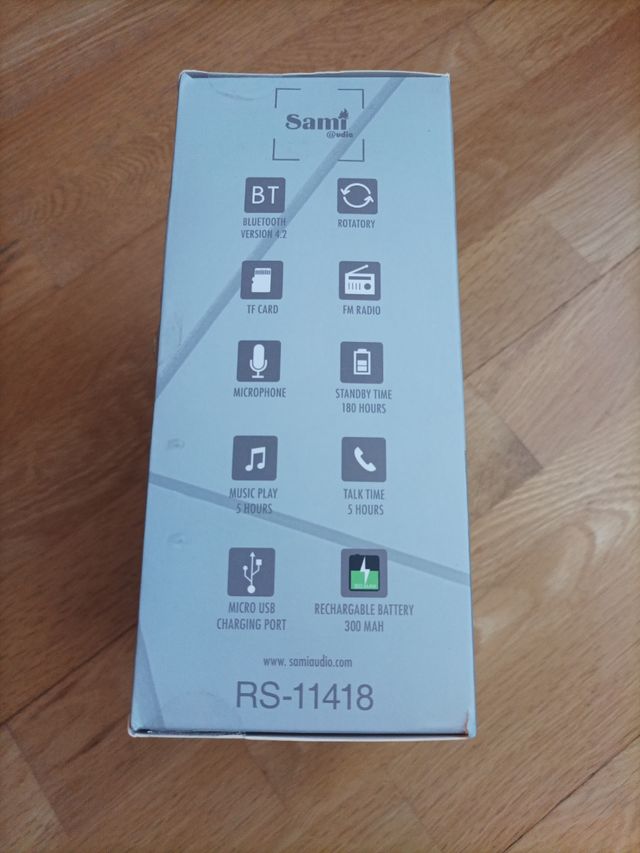 Sami
@udio
BT
BLUETOOTH
VERSION 4.2
ROTATORY
TF CARD
FM RADIO
MICROPHONE
STANDBY TIME
180 HOURS
MUSIC PLAY
5 HOURS
TALK TIME
5 HOURS
MICRO USB
CHARGING PORT
RECHARGABLE BATTERY
300 MAH
www. samiaudio.com
RS-11418